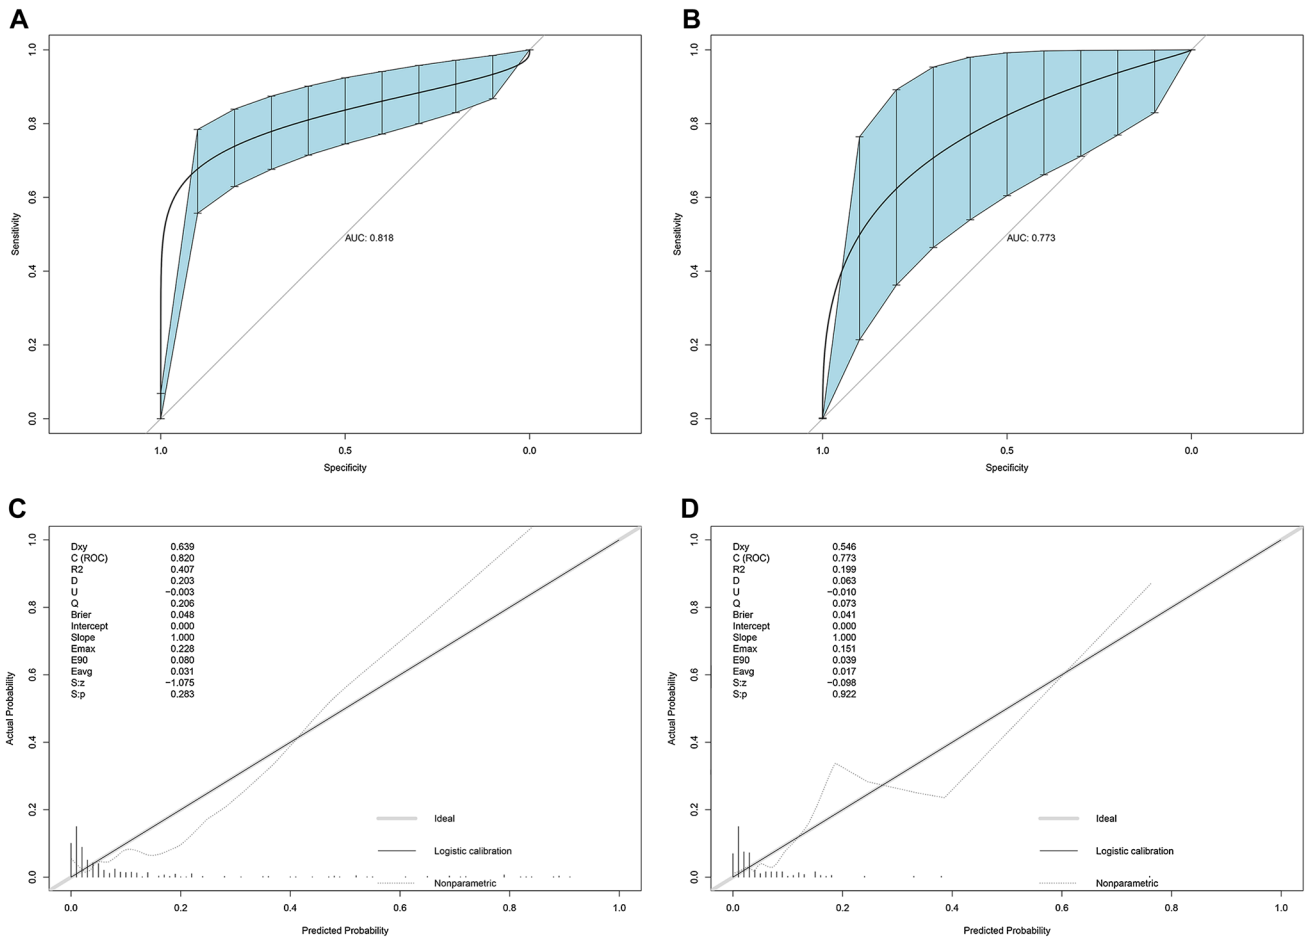 A
B
1.0
0.8
0.6
0.4
0.2
0.0
Sensitivity
AUC: 0.818
1.0
0.5
0.0
Specificity
1.0
0.8
0.6
0.4
0.2
0.0
Sensitivity
AUC: 0.773
1.0
0.5
0.0
Specificity
C
D
1.0
0.8
0.6
0.4
0.2
0.0
Actual Probability
Dxy 0.639
C (ROC) 0.820
R2 0.407
D 0.203
U −0.003
Q 0.206
Brier 0.048
Intercept 0.000
Slope 1.000
Emax 0.228
E90 0.080
Eavg 0.031
S:z −1.075
S:p 0.283
Ideal
Logistic calibration
Nonparametric
0.0
0.2
0.4
0.6
0.8
1.0
Predicted Probability
1.0
0.8
0.6
0.4
0.2
0.0
Actual Probability
Dxy 0.546
C (ROC) 0.773
R2 0.199
D 0.063
U −0.010
Q 0.073
Brier 0.041
Intercept 0.000
Slope 1.000
Emax 0.151
E90 0.039
Eavg 0.017
S:z −0.098
S:p 0.922
Ideal
Logistic calibration
Nonparametric
0.0
0.2
0.4
0.6
0.8
1.0
Predicted Probability